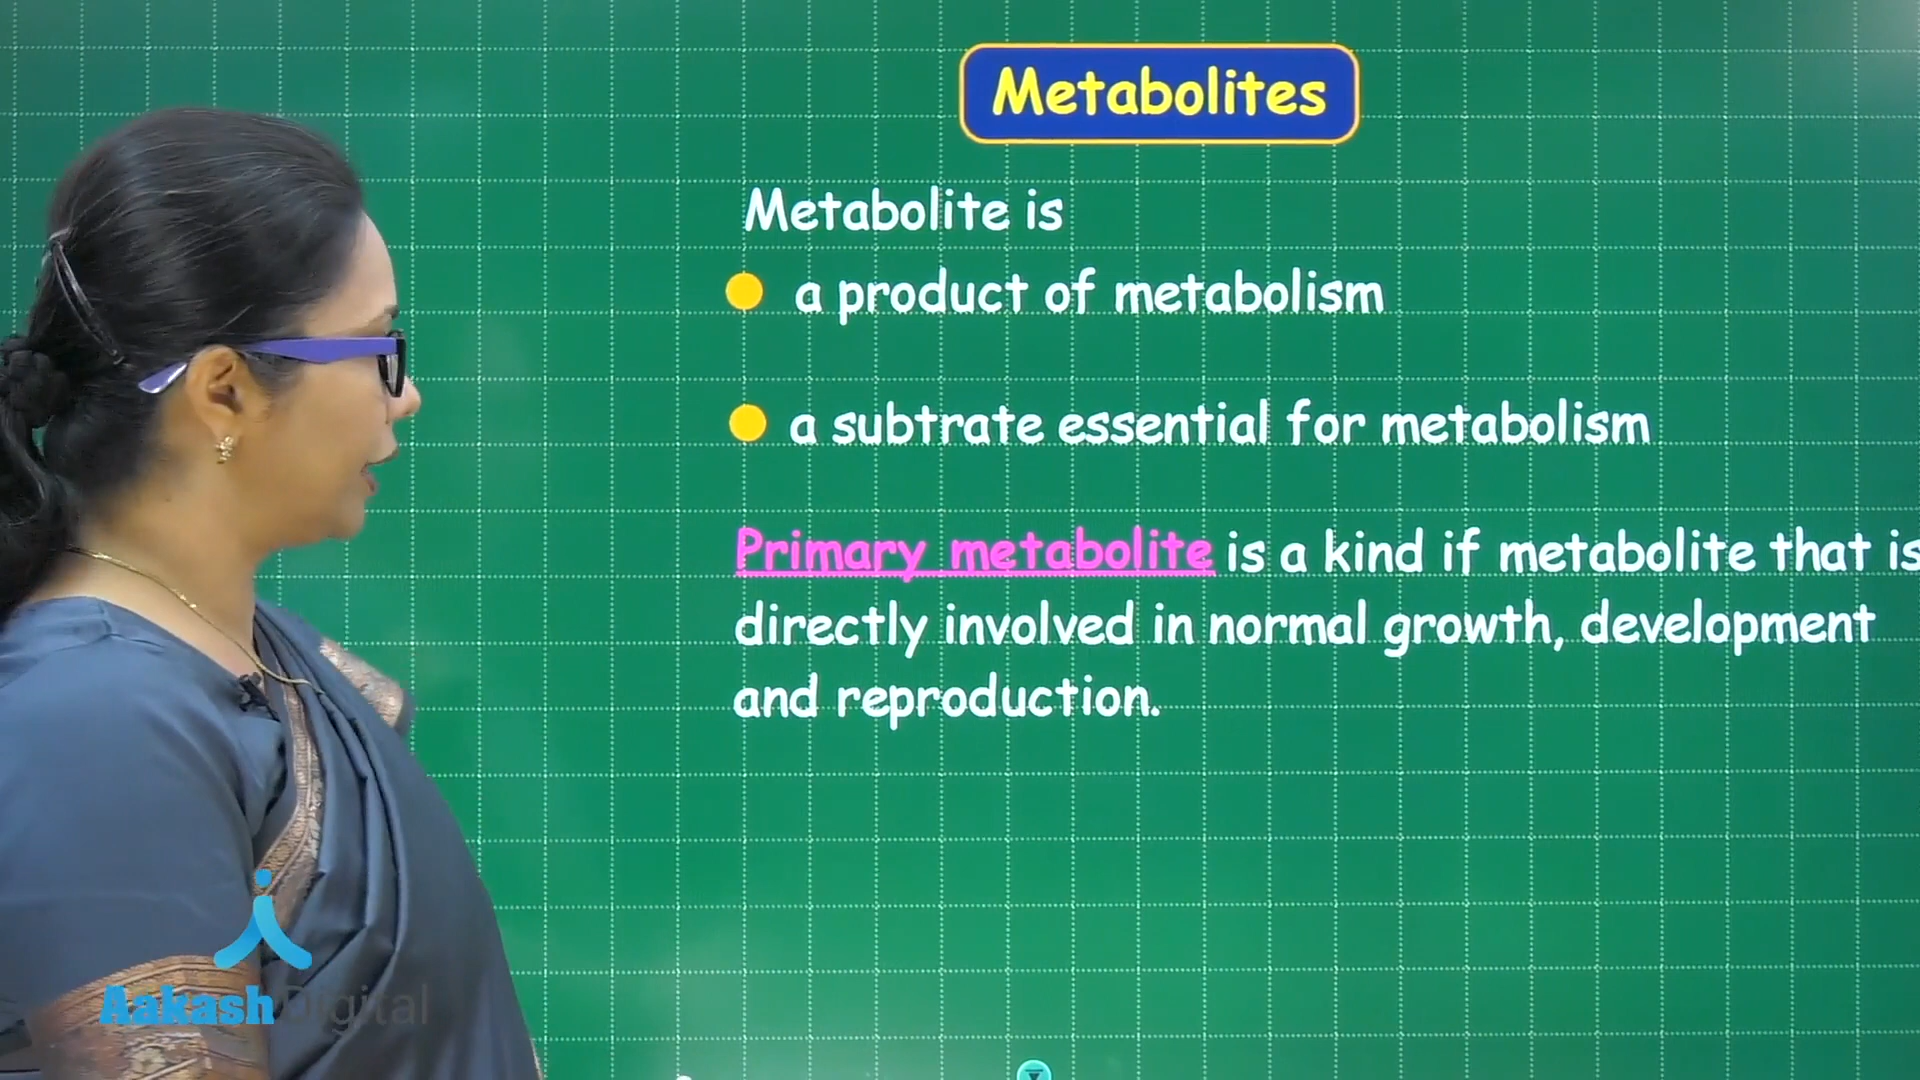 Metabolites
Metabolite is
a product of metabolism
a subtrate essential for metabolism
Primary metabolite is a kind if metabolite that is
directly involved in normal growth, development
and reproduction.
Aakash Digital